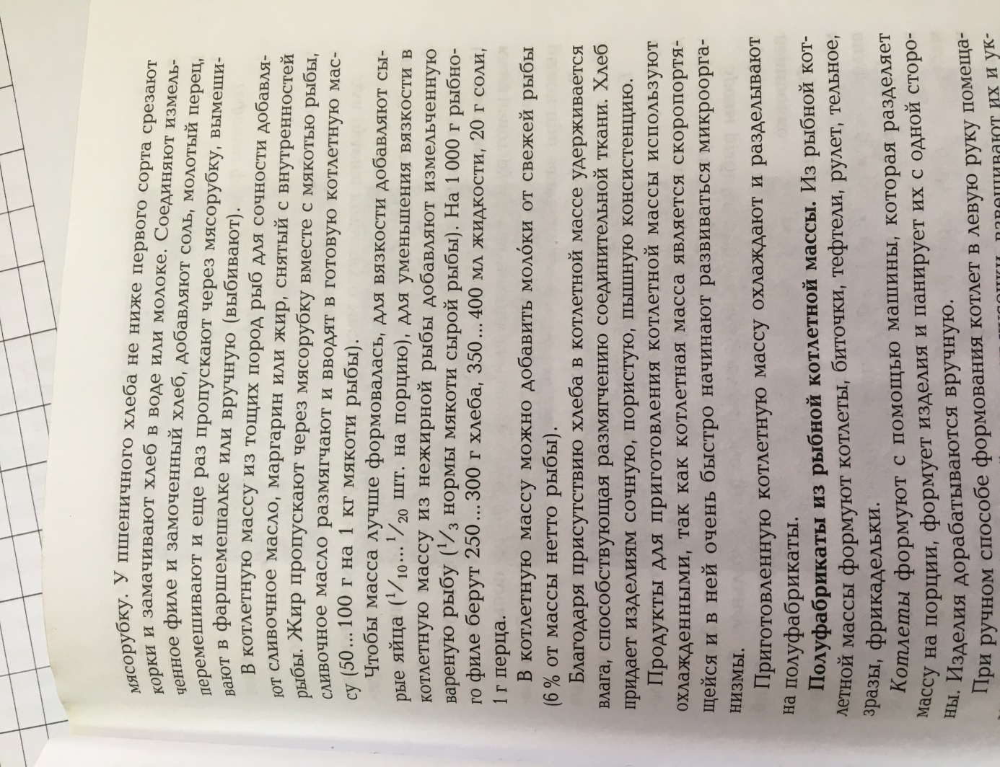 мясорубку. У пшеничного хлеба не ниже первого сорта срезают
корки и замачивают хлеб в воде или молоке. Соединяют измель-
ченное филе и замоченный хлеб, добавляют соль, молотый перец,
перемешивают и еще раз пропускают через мясорубку, вымеши-
вают в фаршемешалке или вручную (выбивают).
В котлетную массу из тощих пород рыб для сочности добавля-
ют сливочное масло, маргарин или жир, снятый с внутренностей
рыбы. Жир пропускают через мясорубку вместе с мякотью рыбы,
сливочное масло размягчают и вводят в готовую котлетную мас-
су (50...100 г на 1 кг мякоти рыбы).
Чтобы масса лучше формовалась, для вязкости добавляют сы-
рые яйца (1/10... 1/20 шт. на порцию), для уменьшения вязкости в
котлетную массу из нежирной рыбы добавляют измельченную
вареную рыбу (1/3 нормы мякоти сырой рыбы). На 1 000 г рыбно-
го филе берут 250 ... 300 г хлеба, 350 ... 400 мл жидкости, 20 г соли,
1 г перца.
В котлетную массу можно добавить моло́ки от свежей рыбы
(6 % от массы нетто рыбы).
Благодаря присутствию хлеба в котлетной массе удерживается
влага, способствующая размягчению соединительной ткани. Хлеб
придает изделиям сочную, пористую, пышную консистенцию.
Продукты для приготовления котлетной массы используют
охлажденными, так как котлетная масса является скоропортя-
щейся и в ней очень быстро начинают развиваться микроорга-
низмы.
Приготовленную котлетную массу охлаждают и разделывают
на полуфабрикаты.
Полуфабрикаты из рыбной котлетной массы. Из рыбной кот-
летной массы формуют котлеты, биточки, тефтели, рулет, тельное,
зразы, фрикадельки.
Котлеты формуют с помощью машины, которая разделяет
массу на порции, формует изделия и панирует их с одной сторо-
ны. Изделия дорабатываются вручную.
При ручном способе формования котлет в левую руку помеща-
взвешивают их и ук-